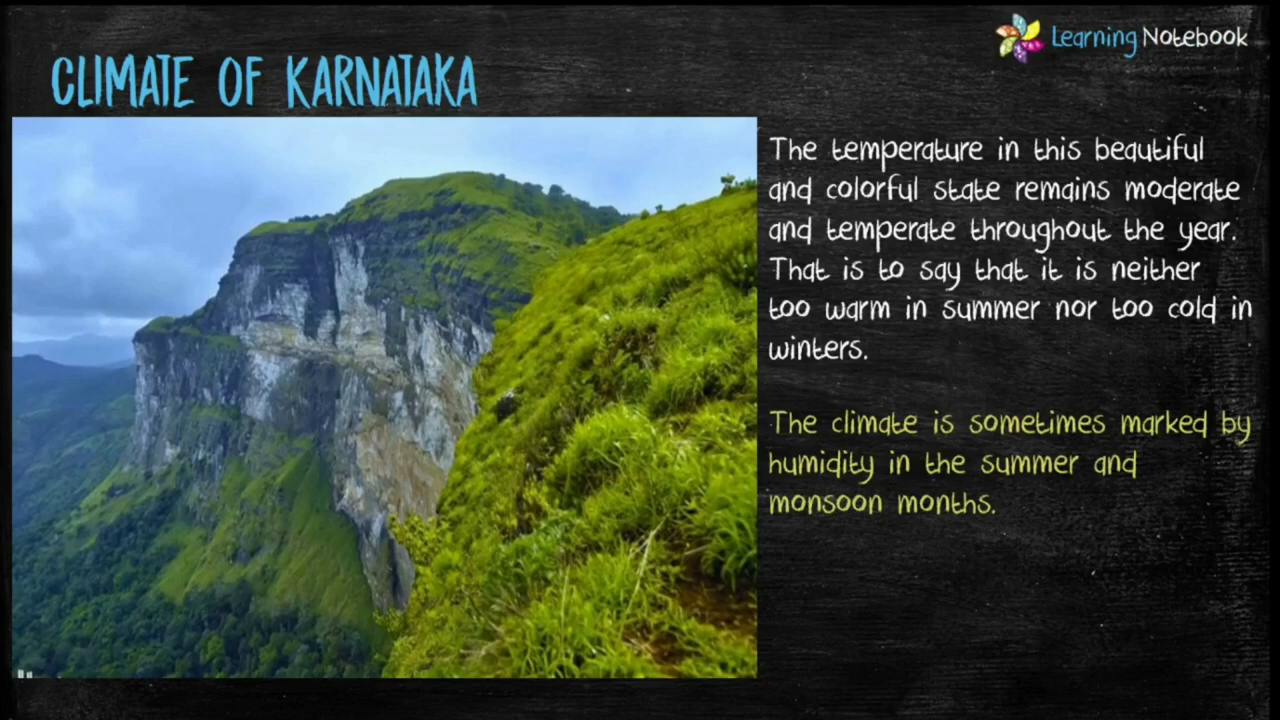 Learning Notebook
CLIMATE OF KARNATAKA
The temperature in this beautiful
and colorful state remains moderate
and temperate throughout the year.
That is to say that it is neither
too warm in summer nor too cold in
winters.
The climate is sometimes marked by
humidity in the summer and
monsoon months.